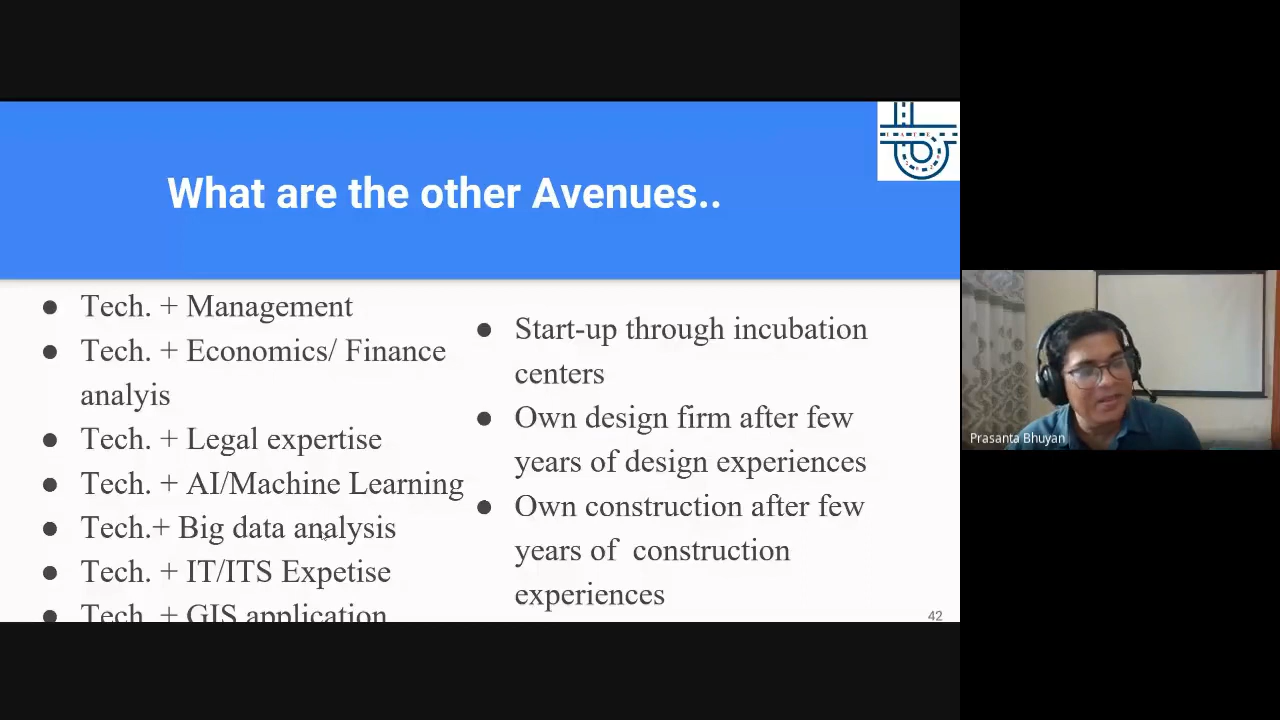 What are the other Avenues..
● Tech. + Management
● Tech. + Economics/ Finance
analyis
● Tech. + Legal expertise
● Tech. + AI/Machine Learning
● Tech.+ Big data analysis
● Tech. + IT/ITS Expetise
● Tech. + GIS application
● Start-up through incubation
centers
● Own design firm after few
years of design experiences
● Own construction after few
years of  construction
experiences
42
Prasanta Bhuyan